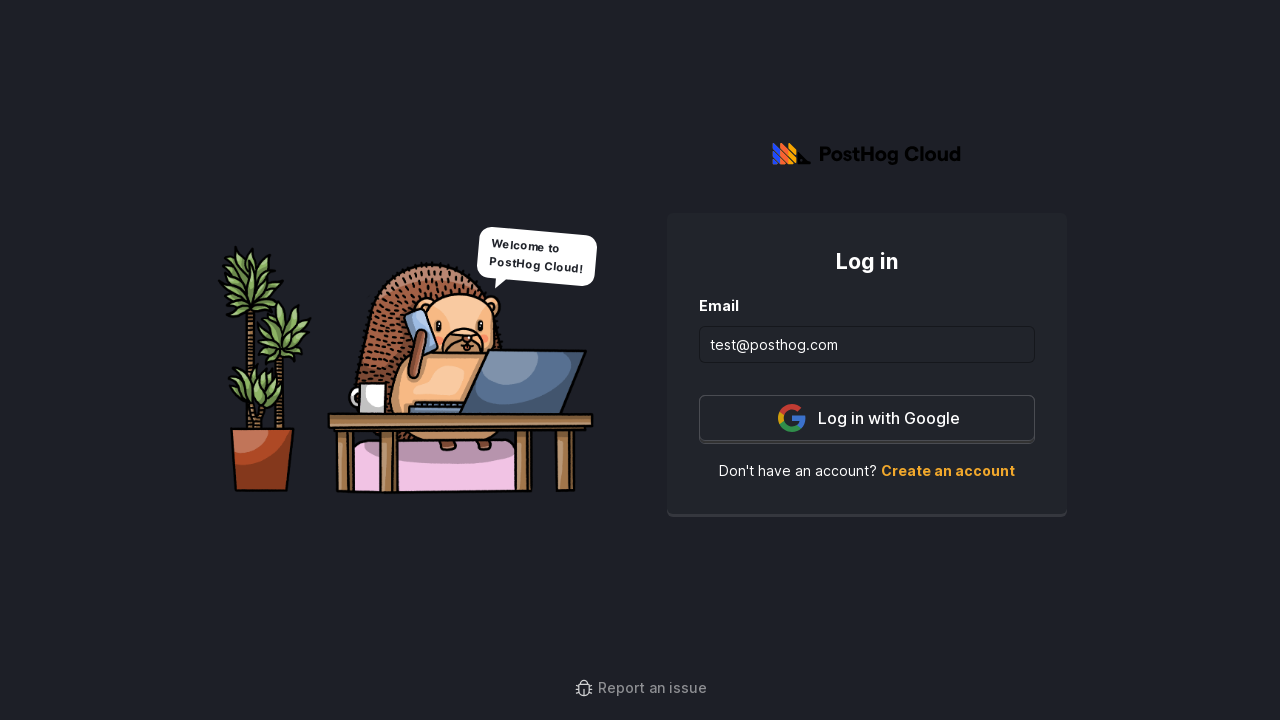 PostHog Cloud
Welcome to
PostHog Cloud!
Log in
Email
test@posthog.com
Log in with Google
Don't have an account? Create an account
Report an issue